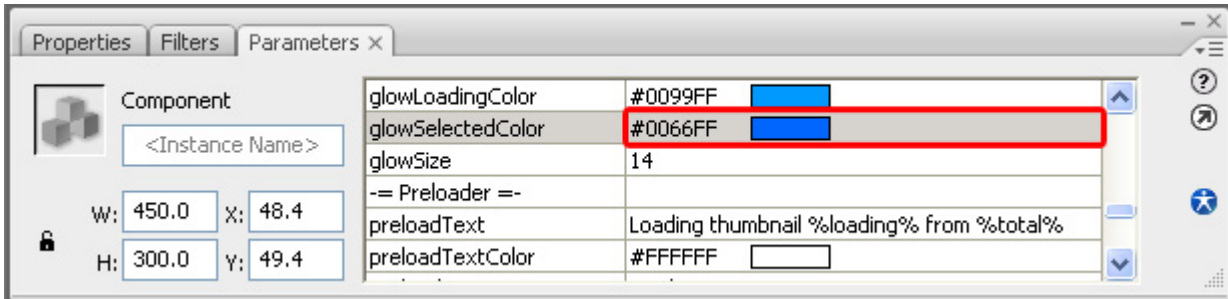 Properties Filters Parameters
Component
<Instance Name>
W: 450.0 X: 48.4
H: 300.0 Y: 49.4
glowLoadingColor #0099FF
glowSelectedColor #0066FF
glowSize 14
-= Preloader =-
preloadText Loading thumbnail %loading% from %total%
preloadTextColor #FFFFFF